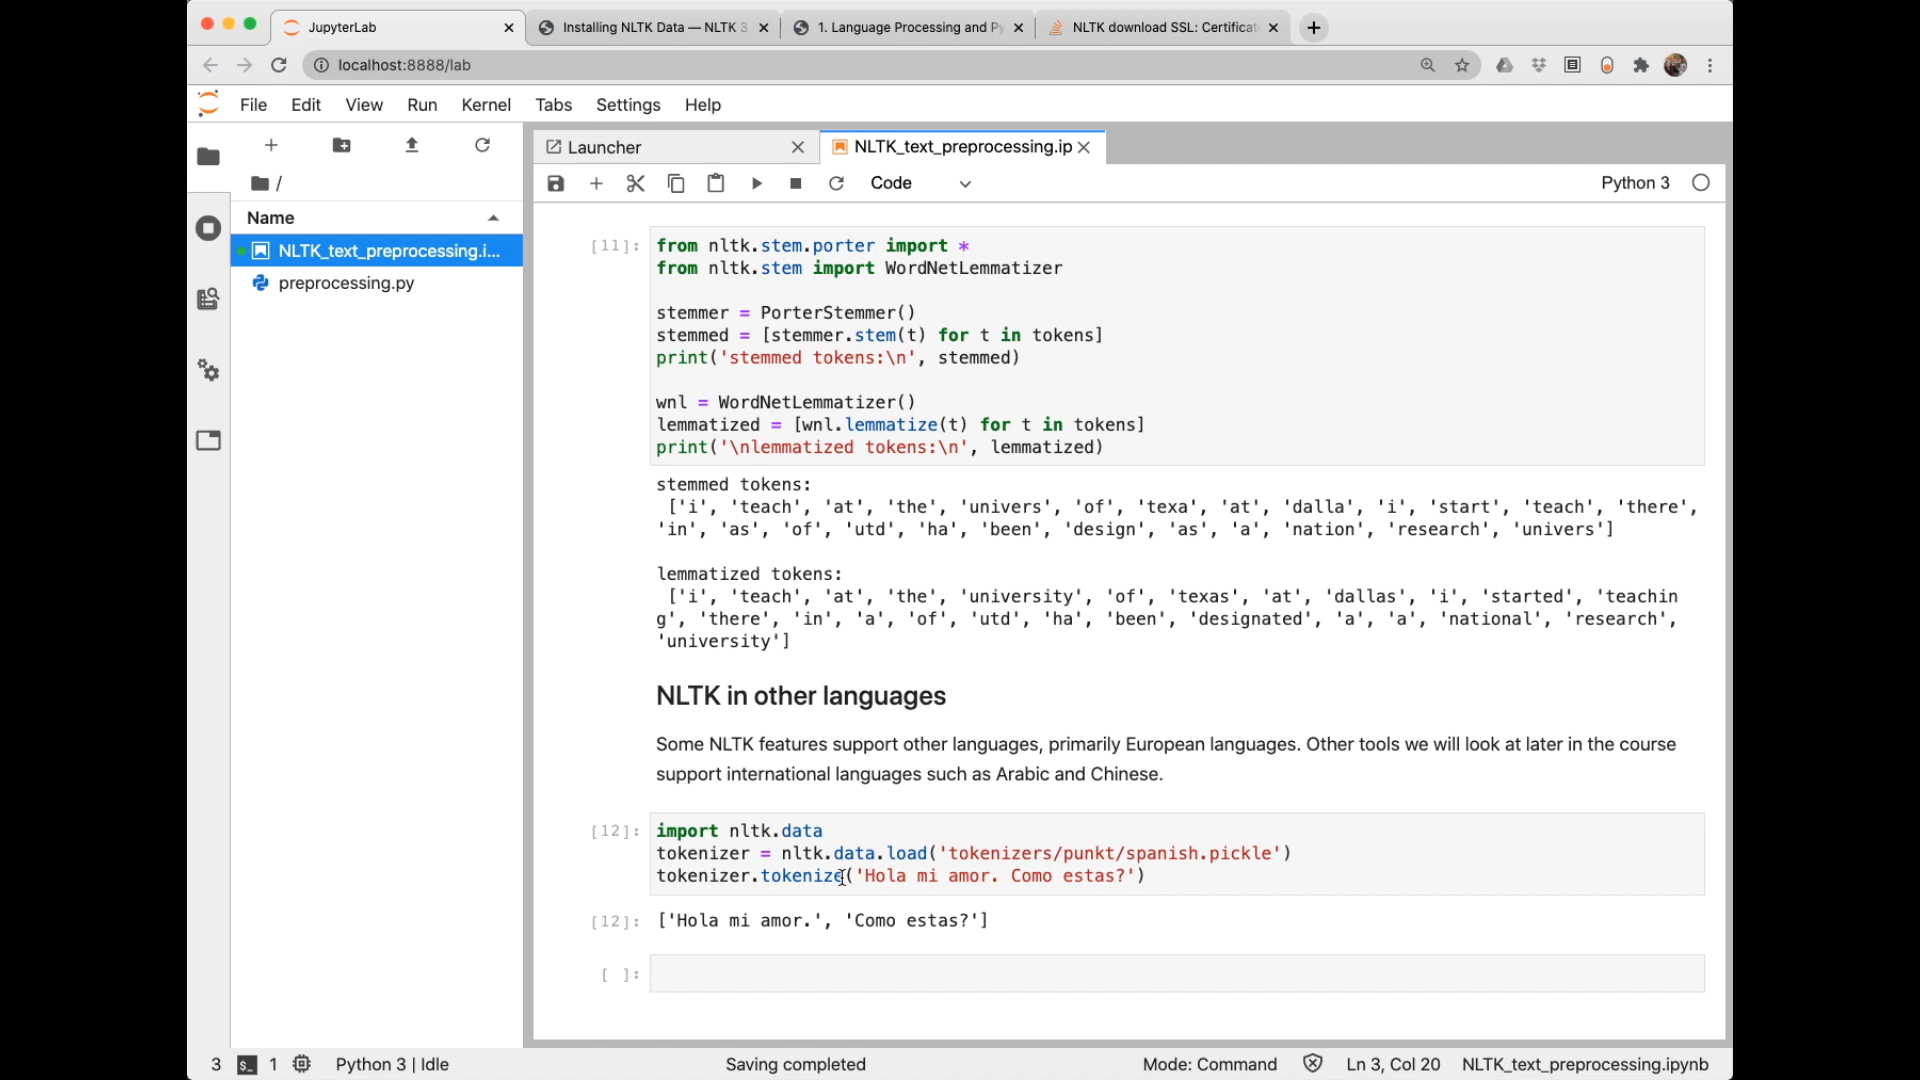 JupyterLab
Installing NLTK Data — NLTK 3
1. Language Processing and Py
NLTK download SSL: Certificat
localhost:8888/lab
File Edit View Run Kernel Tabs Settings Help
Launcher
NLTK_text_preprocessing.ip
/
Code
Python 3
Name
NLTK_text_preprocessing.i...
preprocessing.py
[11]:
from nltk.stem.porter import *
from nltk.stem import WordNetLemmatizer
stemmer = PorterStemmer()
stemmed = [stemmer.stem(t) for t in tokens]
print('stemmed tokens:\n', stemmed)
wnl = WordNetLemmatizer()
lemmatized = [wnl.lemmatize(t) for t in tokens]
print('\nlemmatized tokens:\n', lemmatized)
stemmed tokens:
['i', 'teach', 'at', 'the', 'univers', 'of', 'texa', 'at', 'dalla', 'i', 'start', 'teach', 'there',
'in', 'as', 'of', 'utd', 'ha', 'been', 'design', 'as', 'a', 'nation', 'research', 'univers']
lemmatized tokens:
['i', 'teach', 'at', 'the', 'university', 'of', 'texas', 'at', 'dallas', 'i', 'started', 'teachin
g', 'there', 'in', 'a', 'of', 'utd', 'ha', 'been', 'designated', 'a', 'a', 'national', 'research',
'university']
NLTK in other languages
Some NLTK features support other languages, primarily European languages. Other tools we will look at later in the course
support international languages such as Arabic and Chinese.
[12]:
import nltk.data
tokenizer = nltk.data.load('tokenizers/punkt/spanish.pickle')
tokenizer.tokenize('Hola mi amor. Como estas?')
[12]:
['Hola mi amor.', 'Como estas?']
[ ]:
3 $_ 1 Python 3 | Idle
Saving completed
Mode: Command
Ln 3, Col 20
NLTK_text_preprocessing.ipynb